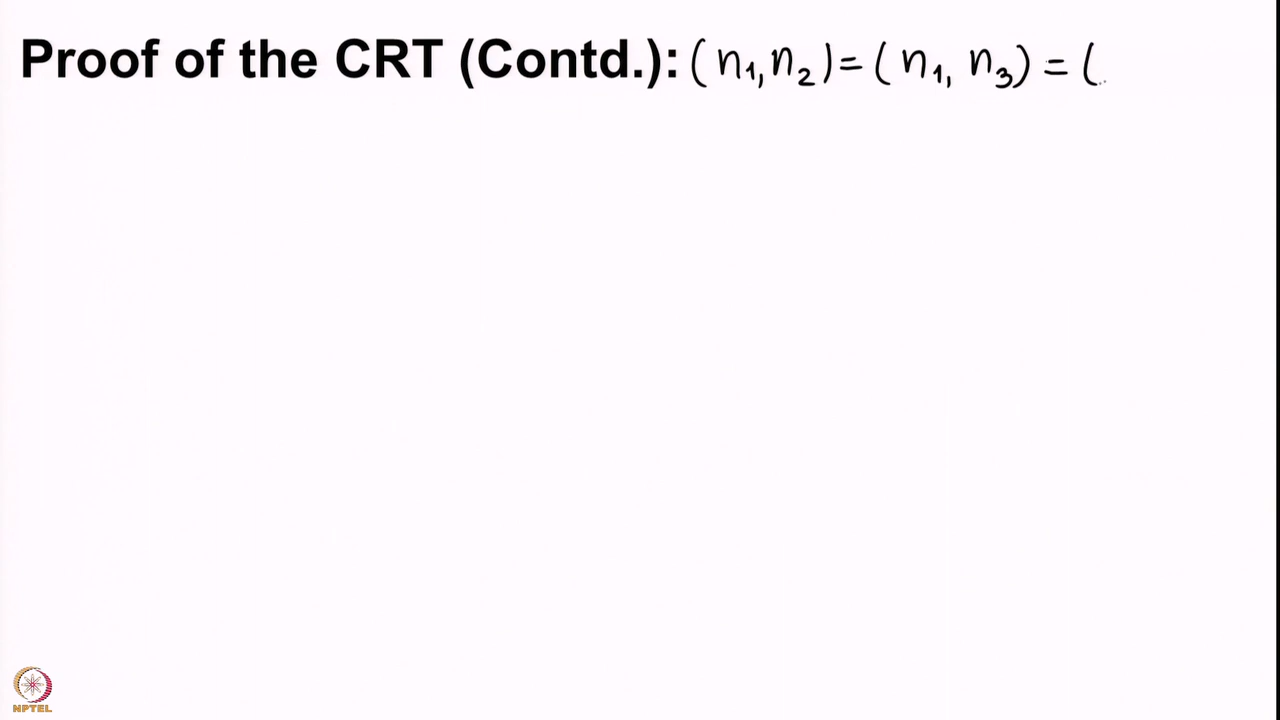 Proof of the CRT (Contd.): (n₁,n₂)=(n₁, n₃) = (
NPTEL